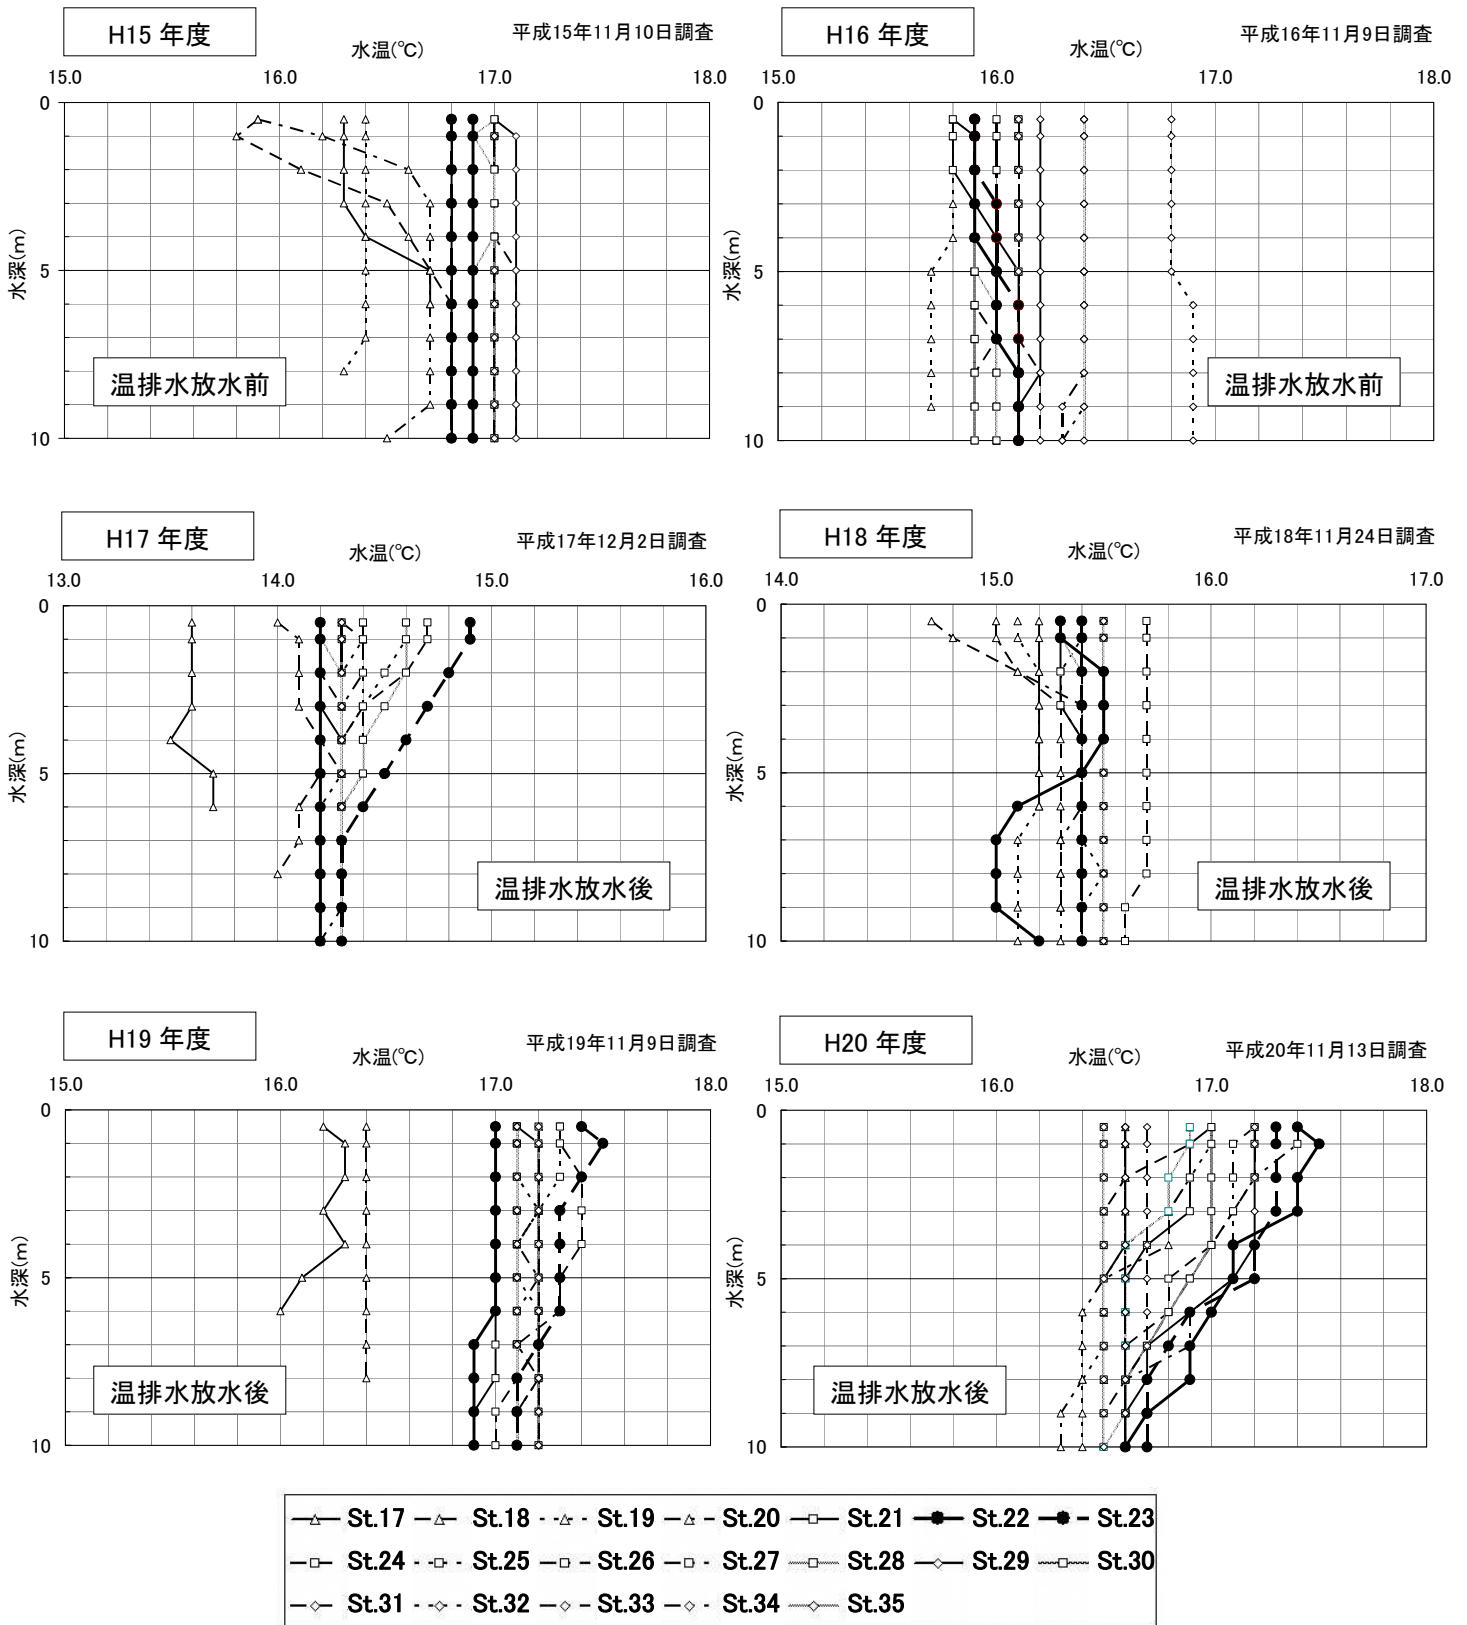 H15 年度
水温(℃)
平成15年11月10日調査
15.0 16.0 17.0 18.0
0
5
10
水深(m)
温排水放水前
H16 年度
水温(℃)
平成16年11月9日調査
15.0 16.0 17.0 18.0
0
5
10
水深(m)
温排水放水前
H17 年度
水温(℃)
平成17年12月2日調査
13.0 14.0 15.0 16.0
0
5
10
水深(m)
温排水放水後
H18 年度
水温(℃)
平成18年11月24日調査
14.0 15.0 16.0 17.0
0
5
10
水深(m)
温排水放水後
H19 年度
水温(℃)
平成19年11月9日調査
15.0 16.0 17.0 18.0
0
5
10
水深(m)
温排水放水後
H20 年度
水温(℃)
平成20年11月13日調査
15.0 16.0 17.0 18.0
0
5
10
水深(m)
温排水放水後
St.17 St.18 St.19 St.20 St.21 St.22 St.23
St.24 St.25 St.26 St.27 St.28 St.29 St.30
St.31 St.32 St.33 St.34 St.35